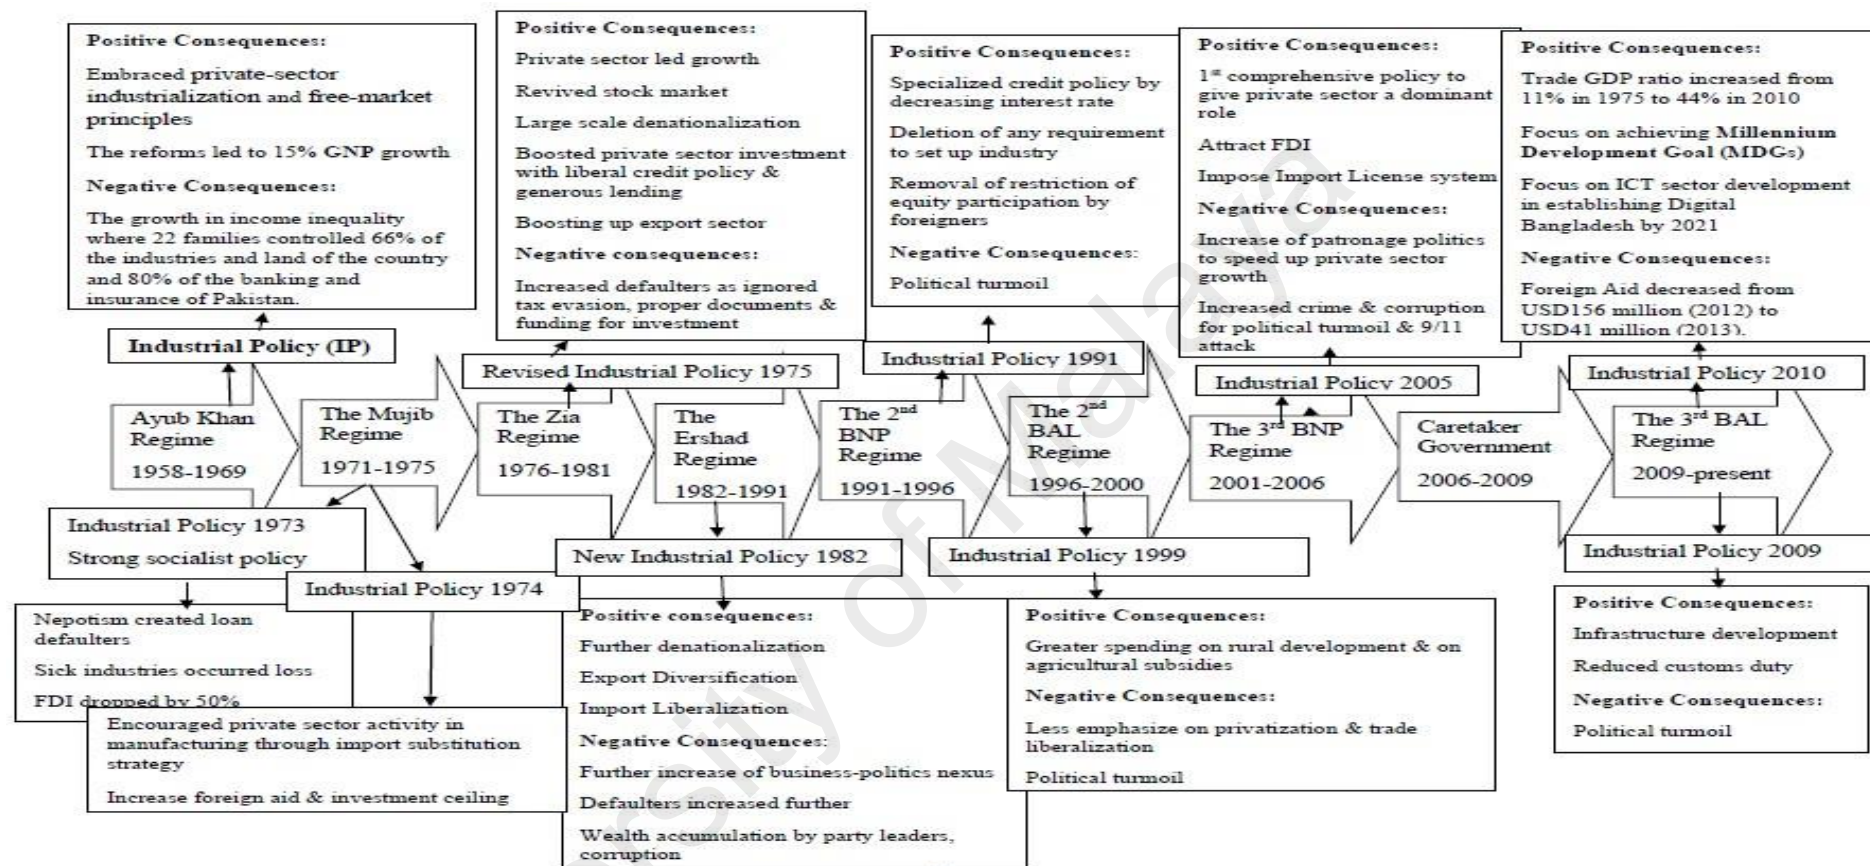 Positive Consequences:
Embraced private-sector
industrialization and free-market
principles
The reforms led to 15% GNP growth
Negative Consequences:
The growth in income inequality
where 22 families controlled 66% of
the industries and land of the country
and 80% of the banking and
insurance of Pakistan.
Positive Consequences:
Private sector led growth
Revived stock market
Large scale denationalization
Boosted private sector investment
with liberal credit policy &
generous lending
Boosting up export sector
Negative consequences:
Increased defaulters as ignored
tax evasion, proper documents &
funding for investment
Positive Consequences:
Specialized credit policy by
decreasing interest rate
Deletion of any requirement
to set up industry
Removal of restriction of
equity participation by
foreigners
Negative Consequences:
Political turmoil
Positive Consequences:
1st comprehensive policy to
give private sector a dominant
role
Attract FDI
Impose Import License system
Negative Consequences:
Increase of patronage politics
to speed up private sector
growth
Increased crime & corruption
for political turmoil & 9/11
attack
Positive Consequences:
Trade GDP ratio increased from
11% in 1975 to 44% in 2010
Focus on achieving Millennium
Development Goal (MDGs)
Focus on ICT sector development
in establishing Digital
Bangladesh by 2021
Negative Consequences:
Foreign Aid decreased from
USD156 million (2012) to
USD41 million (2013).
Industrial Policy (IP)
Revised Industrial Policy 1975
Industrial Policy 1991
Industrial Policy 2005
Industrial Policy 2010
Ayub Khan
Regime
1958-1969
The Mujib
Regime
1971-1975
The Zia
Regime
1976-1981
The
Ershad
Regime
1982-1991
The 2nd
BNP
Regime
1991-1996
The 2nd
BAL
Regime
1996-2000
The 3rd BNP
Regime
2001-2006
Caretaker
Government
2006-2009
The 3rd BAL
Regime
2009-present
Industrial Policy 1973
Strong socialist policy
Industrial Policy 1974
New Industrial Policy 1982
Industrial Policy 1999
Industrial Policy 2009
Nepotism created loan
defaulters
Sick industries occurred loss
FDI dropped by 50%
Encouraged private sector activity in
manufacturing through import substitution
strategy
Increase foreign aid & investment ceiling
Positive consequences:
Further denationalization
Export Diversification
Import Liberalization
Negative Consequences:
Further increase of business-politics nexus
Defaulters increased further
Wealth accumulation by party leaders,
corruption
Positive Consequences:
Greater spending on rural development & on
agricultural subsidies
Negative Consequences:
Less emphasize on privatization & trade
liberalization
Political turmoil
Positive Consequences:
Infrastructure development
Reduced customs duty
Negative Consequences:
Political turmoil
ersity of Malaya